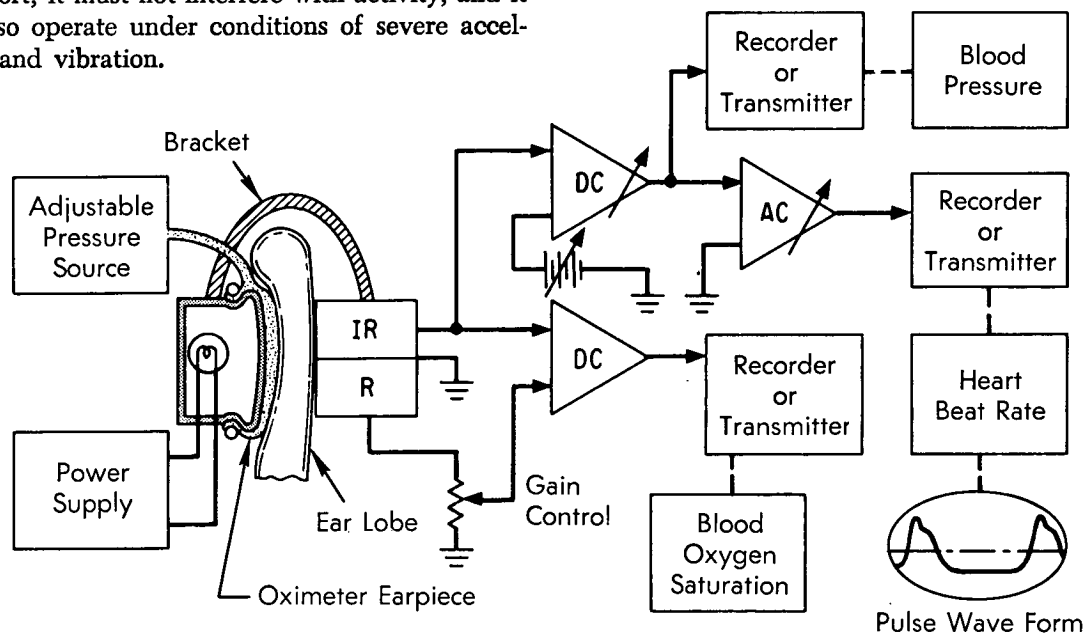 ort, it must not interfere with activity, and it
so operate under conditions of severe accel-
and vibration.
Recorder
or
Transmitter
Blood
Pressure
Bracket
Adjustable
Pressure
Source
DC
AC
Recorder
or
Transmitter
IR
R
DC
Recorder
or
Transmitter
Heart
Beat Rate
Power
Supply
Ear Lobe
Gain
Control
Blood
Oxygen
Saturation
Oximeter Earpiece
Pulse Wave Form